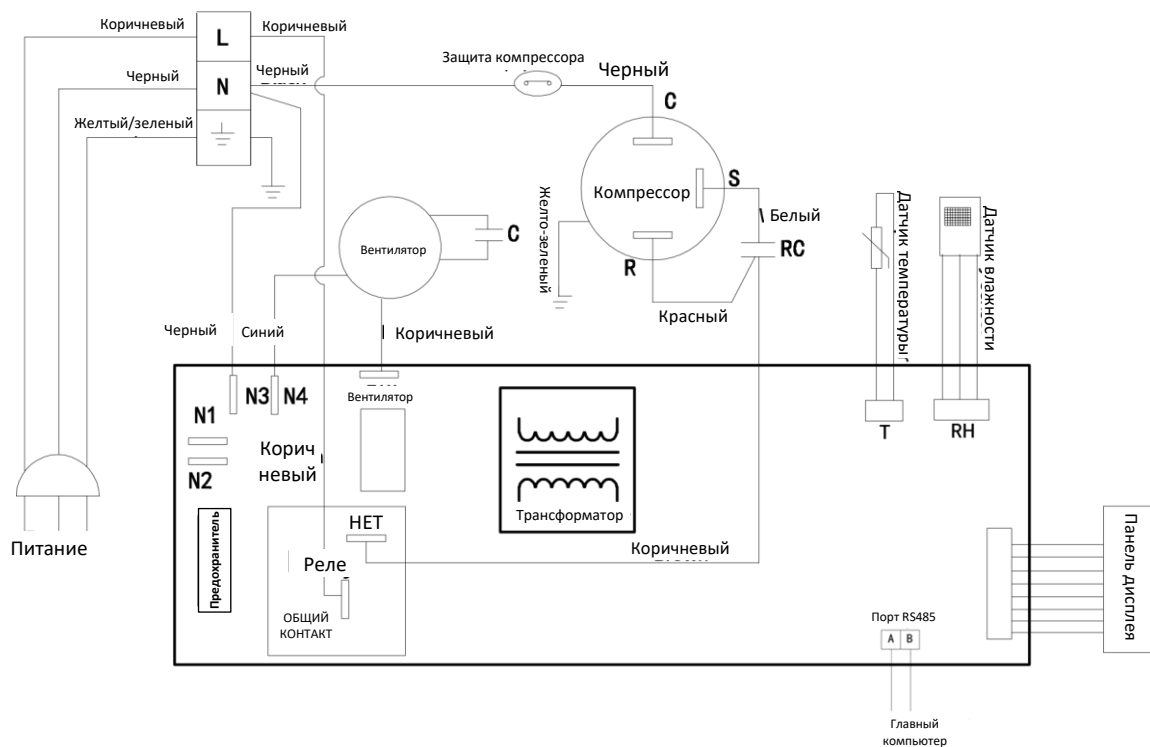 Коричневый
L
Коричневый
Черный
N
Черный
Желтый/зеленый
Защита компрессора
Черный
C
Компрессор
S
Белый
R
RC
Красный
Желто-зеленый
Вентилятор
C
Датчик температуры
Датчик влажности
Черный
Синий
Коричневый
N3
N4
Вентилятор
N1
N2
Корич
невый
Предохранитель
НЕТ
Реле
ОБЩИЙ
КОНТАКТ
Трансформатор
Коричневый
T
RH
Порт RS485
A
B
Панель дисплея
Питание
Главный
компьютер